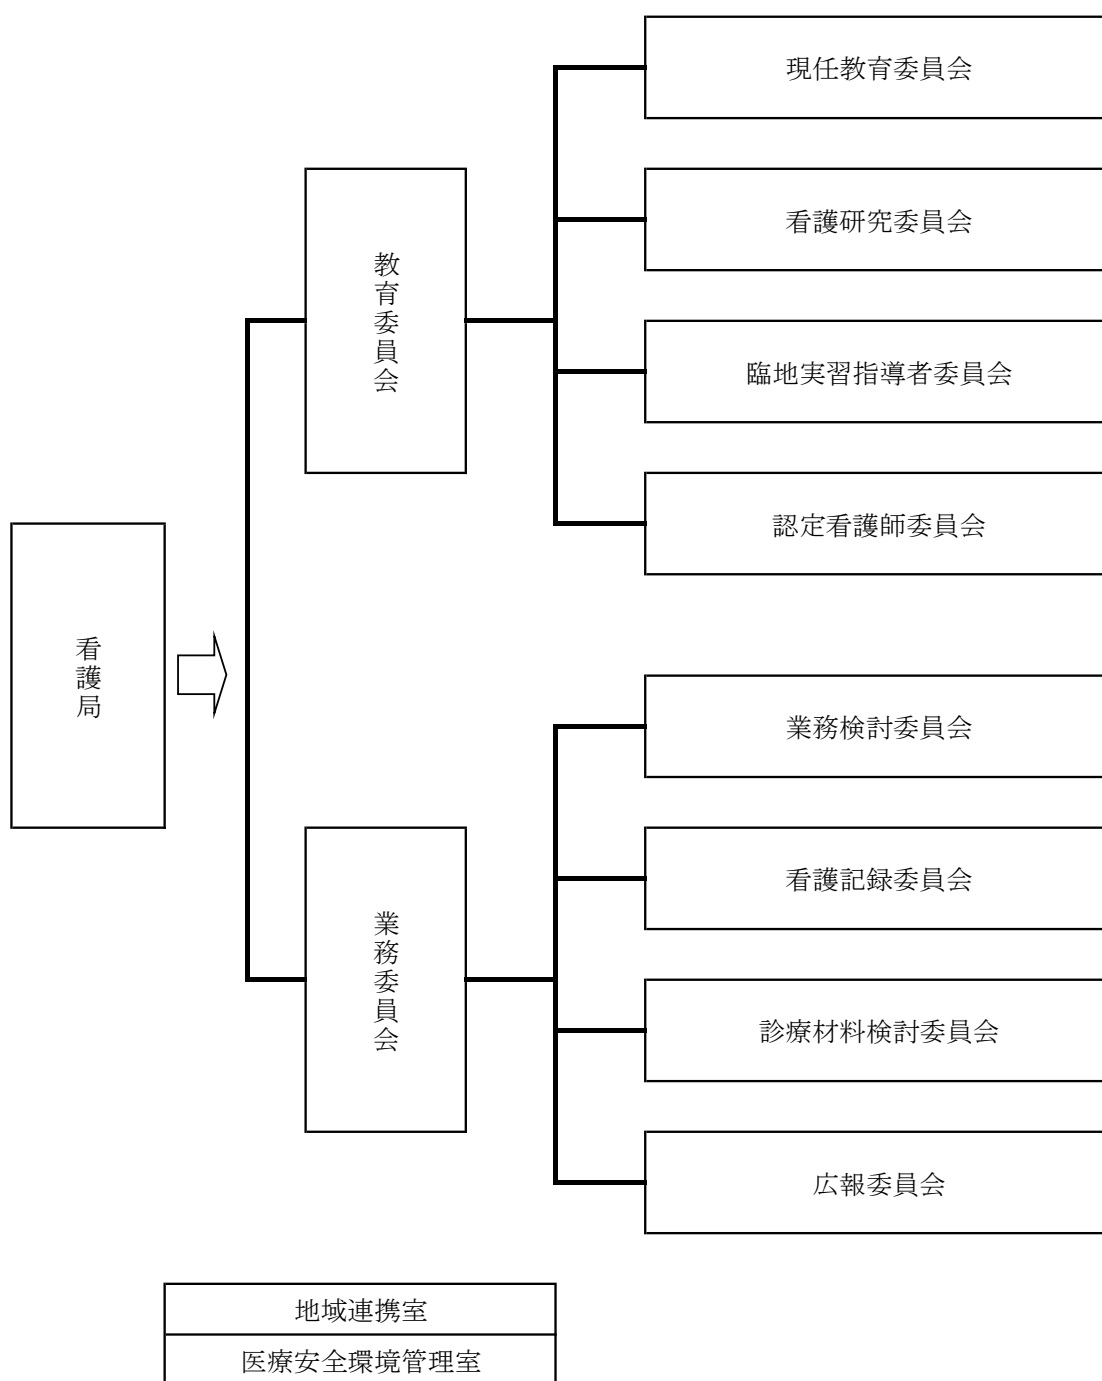 看護局
教育委員会
現任教育委員会
看護研究委員会
臨地実習指導者委員会
認定看護師委員会
業務委員会
業務検討委員会
看護記録委員会
診療材料検討委員会
広報委員会
地域連携室
医療安全環境管理室